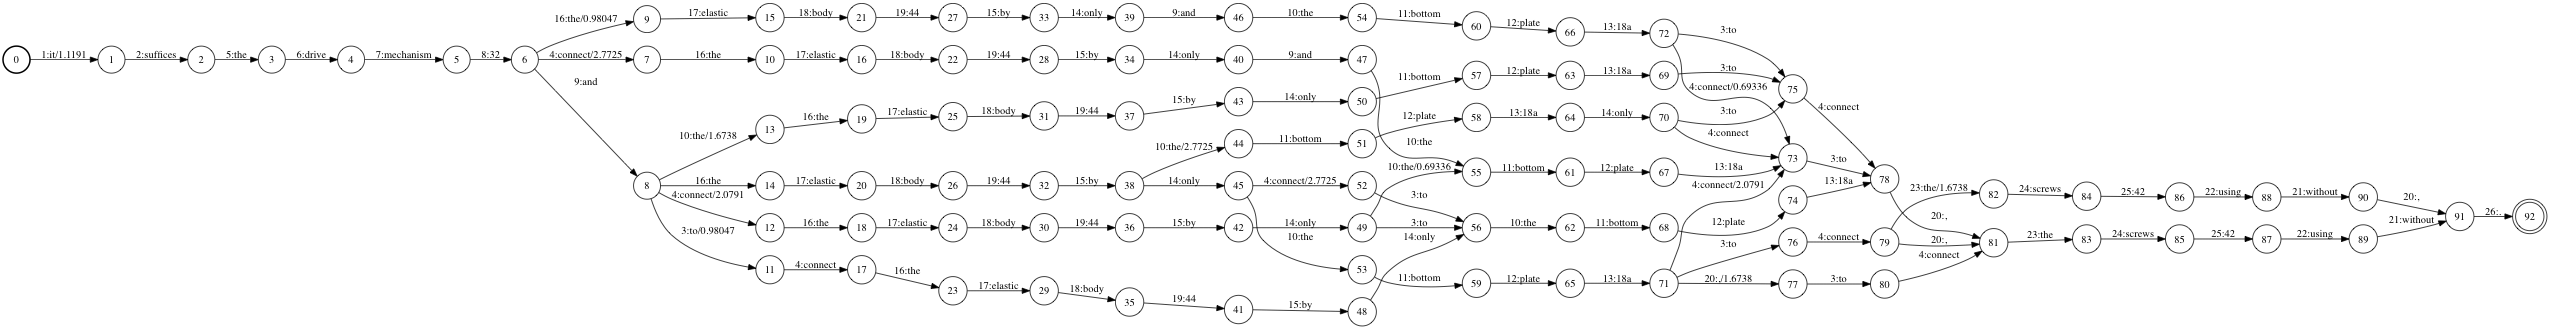 16:the/0.98047 9 17:elastic 15 18:body 21 19:44 27 15:by 33 14:only 39 9:and 46 10:the 54 11:bottom 60 12:plate 66 13:18a 72 3:to
0 1:it/1.1191 1 2:suffices 2 5:the 3 6:drive 4 7:mechanism 5 8:32 6 4:connect/2.7725 7 16:the 10 17:elastic 16 18:body 22 19:44 28 15:by 34 14:only 40 9:and 47
9:and 11:bottom 57 12:plate 63 13:18a 69 3:to 75
4:connect/0.69336
10:the/1.6738 13 16:the 19 17:elastic 25 18:body 31 19:44 37 15:by 43 14:only 50 12:plate 58 13:18a 64 14:only 70 3:to 4:connect
4:connect
10:the/2.7725 44 11:bottom 51 10:the
8 16:the 14 17:elastic 20 18:body 26 19:44 32 15:by 38 14:only 45 4:connect/2.7725 52 10:the/0.69336 55 11:bottom 61 12:plate 67 13:18a 73 3:to 78
4:connect/2.0791 12 16:the 18 17:elastic 24 18:body 30 19:44 36 15:by 42 14:only 49 3:to 3:to 56 10:the 62 11:bottom 68 12:plate 74 13:18a
4:connect/2.0791 23:the/1.6738 82 24:screws 84 25:42 86 22:using 88 21:without 90 20:,
3:to/0.98047 10:the 14:only 3:to 76 4:connect 79 20:, 20:, 81 23:the 83 24:screws 85 25:42 87 22:using 89 21:without 91 26:. 92
11 4:connect 17 16:the 53 11:bottom 59 12:plate 65 13:18a 71 20:,/1.6738 77 3:to 80 4:connect
23 17:elastic 29 18:body 35 19:44 41 15:by 48